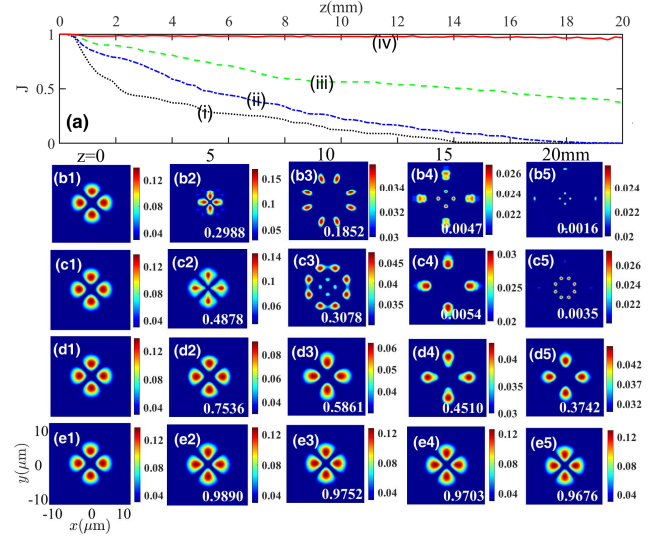 z(mm)
0 2 4 6 8 10 12 14 16 18 20
1
0.5
0
J
(a)
(i)
(ii)
(iii)
(iv)
z=0 5 10 15 20mm
(b1) 0.12 0.08 0.04
(b2) 0.2988 0.15 0.1 0.05
(b3) 0.1852 0.034 0.032 0.03
(b4) 0.0047 0.026 0.024 0.022
(b5) 0.0016 0.024 0.022 0.02
(c1) 0.12 0.08 0.04
(c2) 0.4878 0.14 0.11 0.08 0.05
(c3) 0.3078 0.045 0.04 0.035
(c4) 0.0054 0.03 0.025 0.02
(c5) 0.0035 0.028 0.026 0.024 0.022
(d1) 0.12 0.08 0.04
(d2) 0.7536 0.12 0.08 0.04
(d3) 0.5861 0.06 0.05 0.04
(d4) 0.4510 0.04 0.03
(d5) 0.3742 0.042 0.037 0.032
(e1) 0.12 0.08 0.04
(e2) 0.9890 0.12 0.08 0.04
(e3) 0.9752 0.12 0.08 0.04
(e4) 0.9703 0.12 0.08 0.04
(e5) 0.9676 0.12 0.08 0.04
10
0
-10
y(μm)
-10 0 10
x(μm)